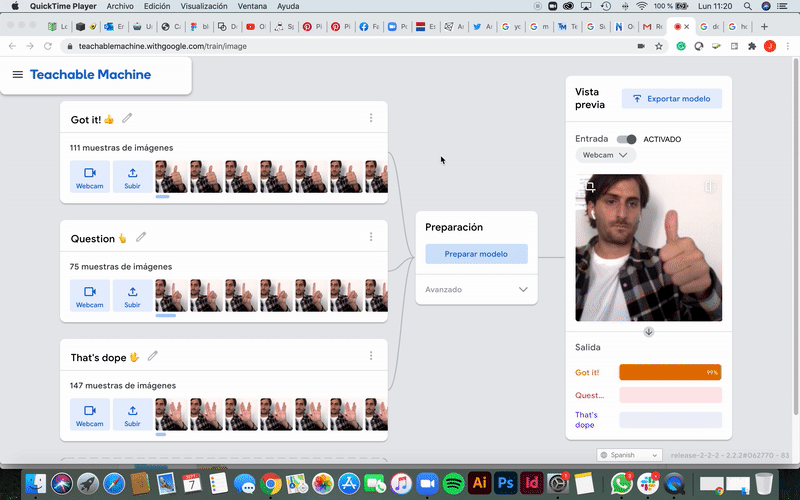 QuickTime Player Archivo Edición Visualización Ventana Ayuda 100 % Lun 11:20
teachablemachine.withgoogle.com/train/image
Teachable Machine
Got it! 👍
111 muestras de imágenes
Webcam Subir
Question 👆
75 muestras de imágenes
Webcam Subir
That's dope 🖖
147 muestras de imágenes
Webcam Subir
Preparación
Preparar modelo
Avanzado
Vista previa
Exportar modelo
Entrada ACTIVADO
Webcam
Salida
Got it! 99%
Quest...
That's
dope
Spanish release-2-2-2 - 2.2.2#062770 - 83